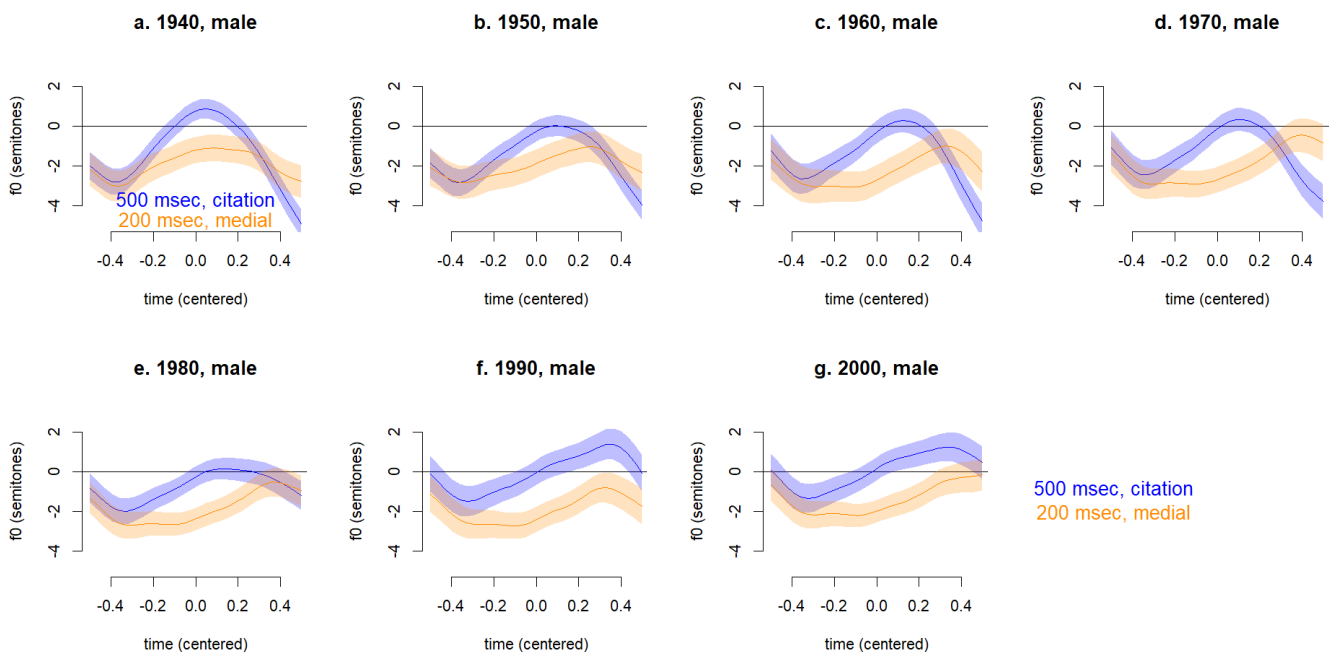 a. 1940, male
f0 (semitones)
2
0
-2
-4
500 msec, citation
200 msec, medial
-0.4 -0.2 0.0 0.2 0.4
time (centered)
b. 1950, male
f0 (semitones)
2
0
-2
-4
-0.4 -0.2 0.0 0.2 0.4
time (centered)
c. 1960, male
f0 (semitones)
2
0
-2
-4
-0.4 -0.2 0.0 0.2 0.4
time (centered)
d. 1970, male
f0 (semitones)
2
0
-2
-4
-0.4 -0.2 0.0 0.2 0.4
time (centered)
e. 1980, male
f0 (semitones)
2
0
-2
-4
-0.4 -0.2 0.0 0.2 0.4
time (centered)
f. 1990, male
f0 (semitones)
2
0
-2
-4
-0.4 -0.2 0.0 0.2 0.4
time (centered)
g. 2000, male
f0 (semitones)
2
0
-2
-4
-0.4 -0.2 0.0 0.2 0.4
time (centered)
500 msec, citation
200 msec, medial